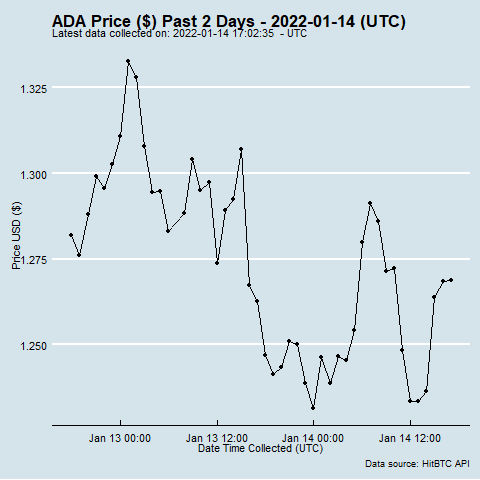 ADA Price ($) Past 2 Days - 2022-01-14 (UTC)
Latest data collected on: 2022-01-14 17:02:35 - UTC
1.325
1.300
1.275
1.250
Price USD ($)
Jan 13 00:00
Jan 13 12:00
Jan 14 00:00
Jan 14 12:00
Date Time Collected (UTC)
Data source: HitBTC API